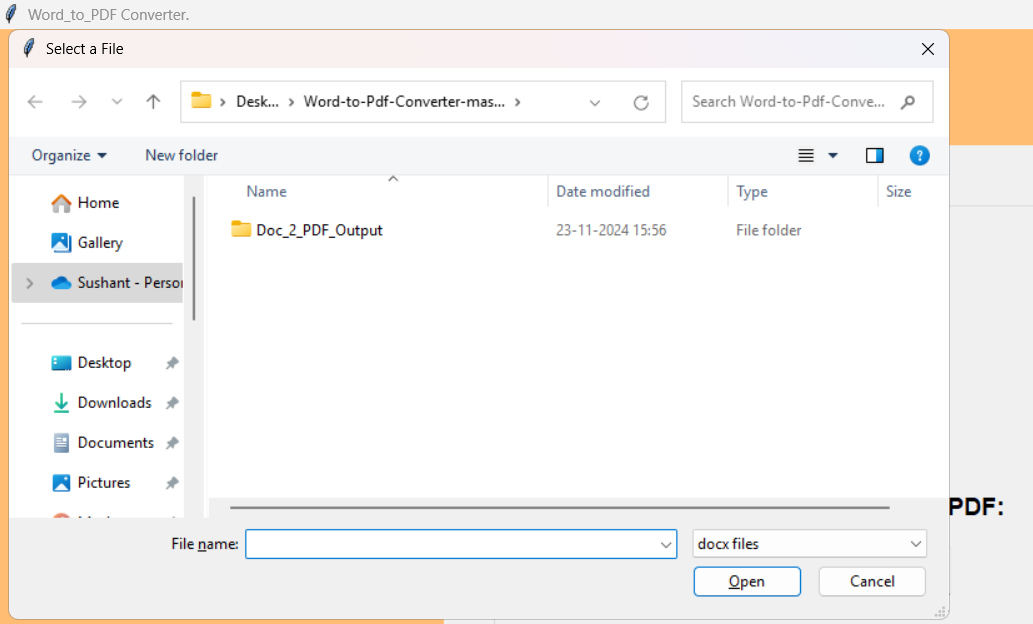 Word_to_PDF Converter.
Select a File
Desk... > Word-to-Pdf-Converter-mas... >
Search Word-to-Pdf-Conve...
Organize
New folder
?
Name
Date modified
Type
Size
Home
Gallery
Sushant - Person
Doc_2_PDF_Output
23-11-2024 15:56
File folder
Desktop
Downloads
Documents
Pictures
PDF:
File name:
docx files
Open
Cancel